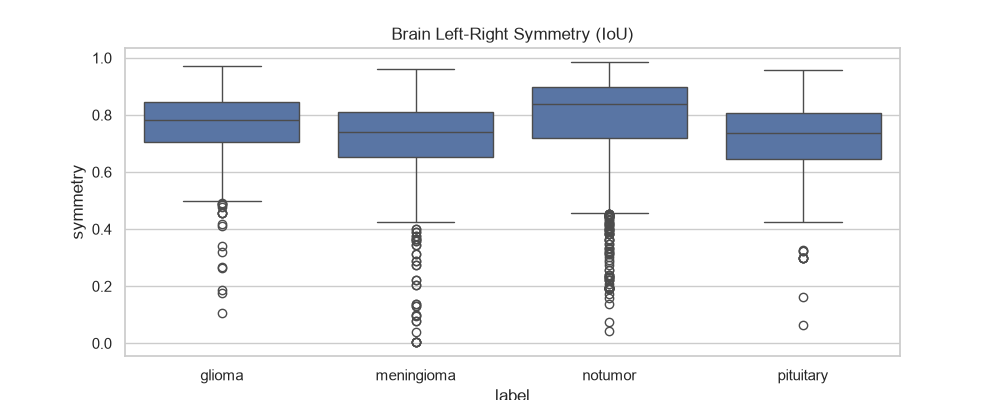 Brain Left-Right Symmetry (IoU)
1.0
0.8
0.6
0.4
0.2
0.0
symmetry
glioma
meningioma
notumor
pituitary
label